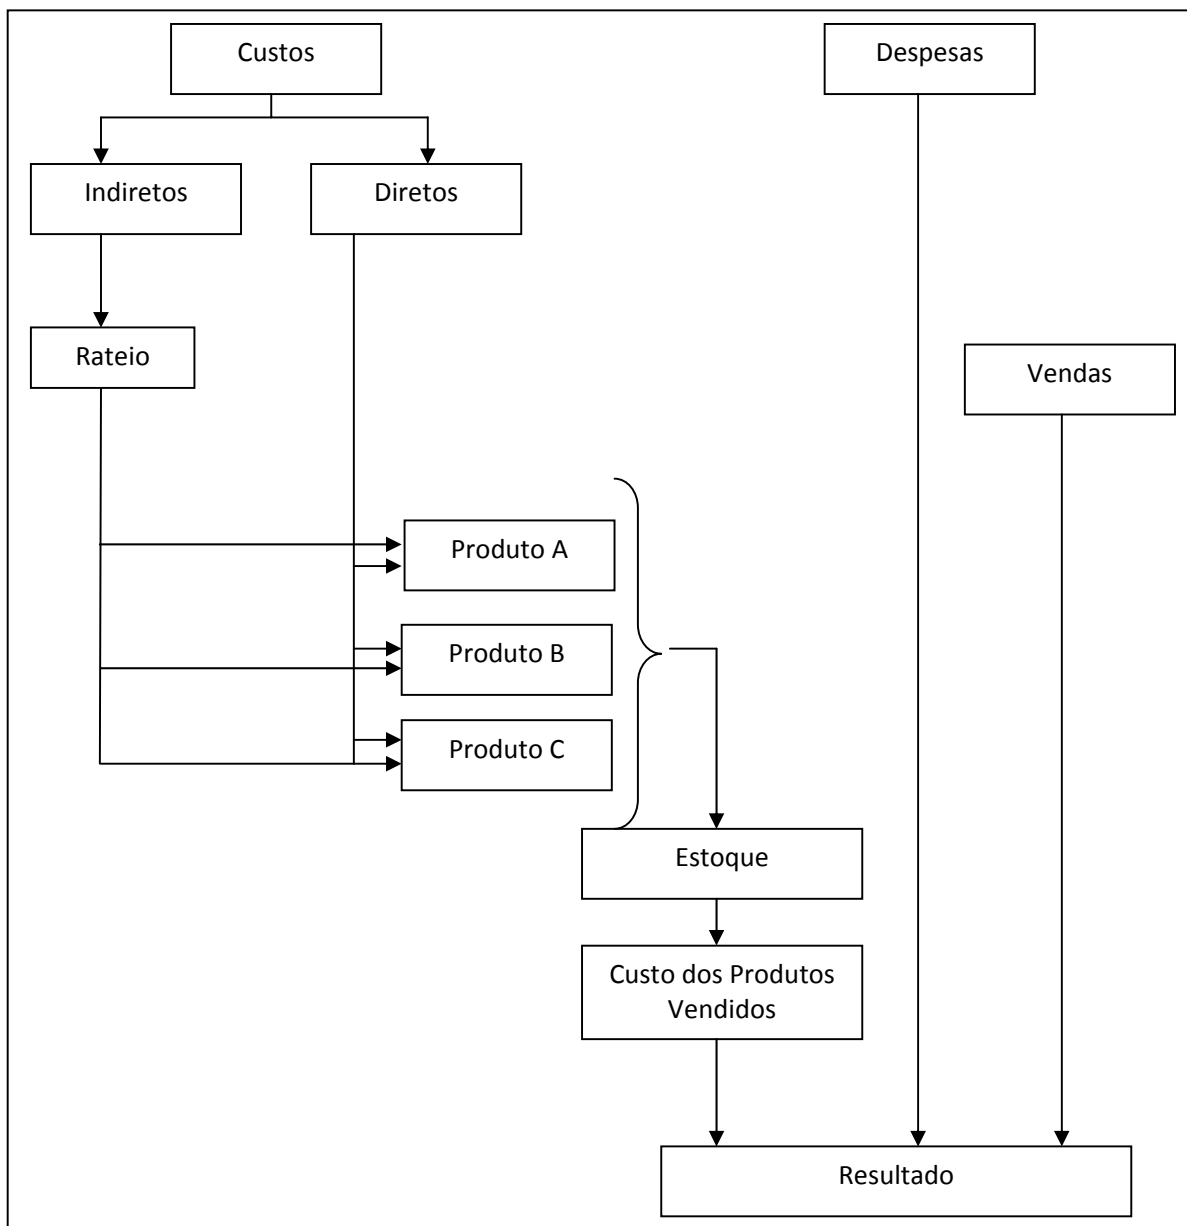 Custos
Despesas
Indiretos
Diretos
Rateio
Vendas
Produto A
Produto B
Produto C
Estoque
Custo dos Produtos
Vendidos
Resultado